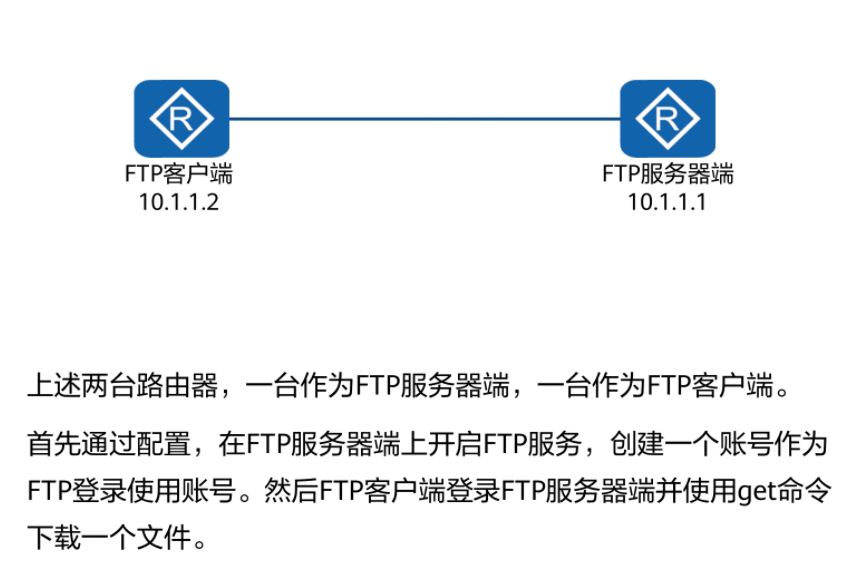 R
R
FTP客户端
10.1.1.2
FTP服务器端
10.1.1.1
上述两台路由器，一台作为FTP服务器端，一台作为FTP客户端。
首先通过配置，在FTP服务器端上开启FTP服务，创建一个账号作为
FTP登录使用账号。然后FTP客户端登录FTP服务器端并使用get命令
下载一个文件。